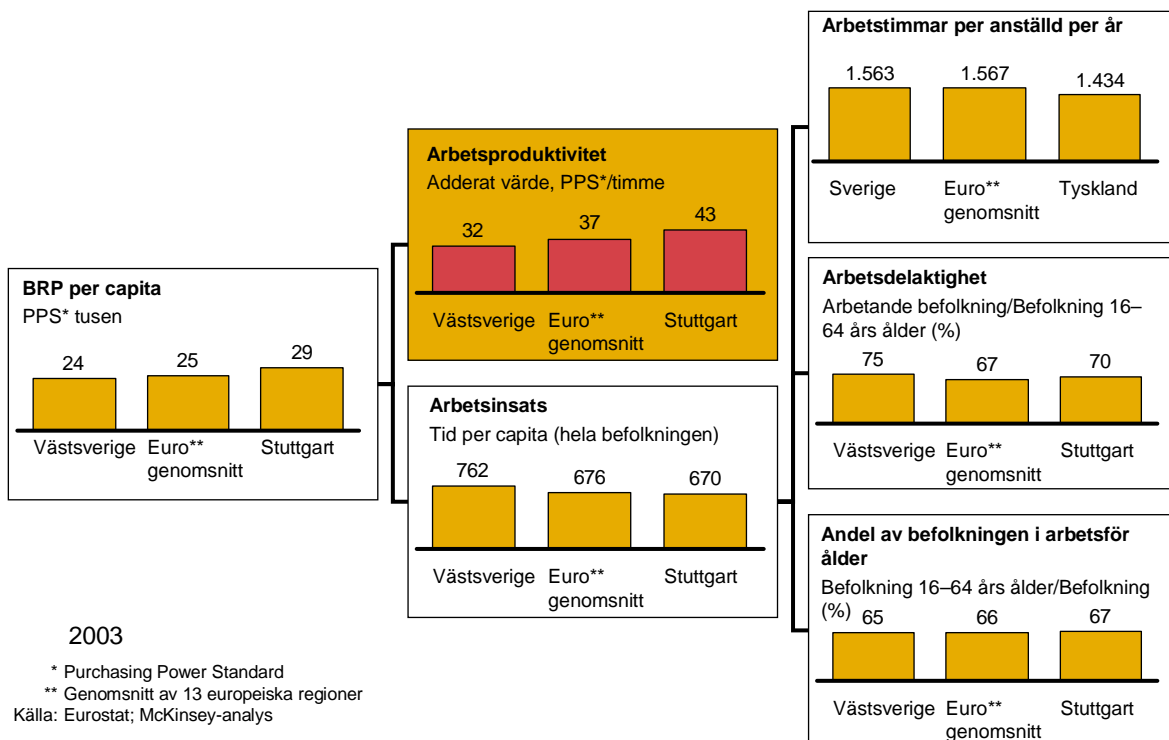 BRP per capita
PPS* tusen
24 25 29
Västsverige Euro** Stuttgart
genomsnitt
Arbetsproduktivitet
Adderat värde, PPS*/timme
32 37 43
Västsverige Euro** Stuttgart
genomsnitt
Arbetsinsats
Tid per capita (hela befolkningen)
762 676 670
Västsverige Euro** Stuttgart
genomsnitt
Arbetstimmar per anställd per år
1.563 1.567 1.434
Sverige Euro** Tyskland
genomsnitt
Arbetsdelaktighet
Arbetande befolkning/Befolkning 16–
64 års ålder (%)
75 67 70
Västsverige Euro** Stuttgart
genomsnitt
Andel av befolkningen i arbetsför
ålder
Befolkning 16–64 års ålder/Befolkning
(%)
65 66 67
Västsverige Euro** Stuttgart
genomsnitt
2003
* Purchasing Power Standard
** Genomsnitt av 13 europeiska regioner
Källa: Eurostat; McKinsey-analys